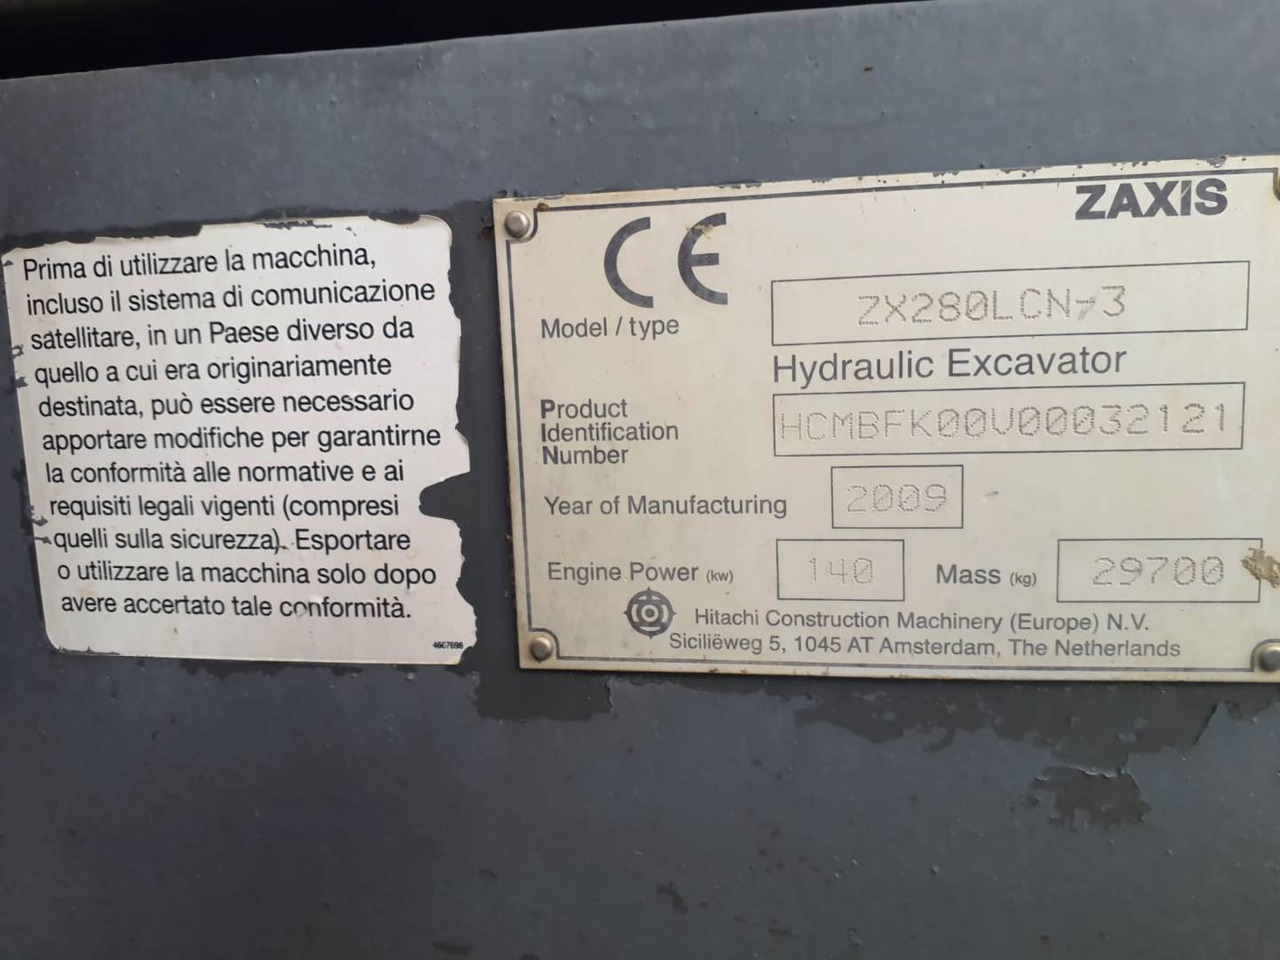 Prima di utilizzare la macchina,
incluso il sistema di comunicazione
satellitare, in un Paese diverso da
quello a cui era originariamente
destinata, può essere necessario
apportare modifiche per garantirne
la conformità alle normative e ai
requisiti legali vigenti (compresi
quelli sulla sicurezza). Esportare
o utilizzare la macchina solo dopo
avere accertato tale conformità.
4667698
ZAXIS
CE
Model / type ZX280LCN-3
Hydraulic Excavator
Product
Identification
Number
HCMBFK00V00032121
Year of Manufacturing 2009
Engine Power (kw) 140 Mass (kg) 29700
Hitachi Construction Machinery (Europe) N.V.
Siciliëweg 5, 1045 AT Amsterdam, The Netherlands